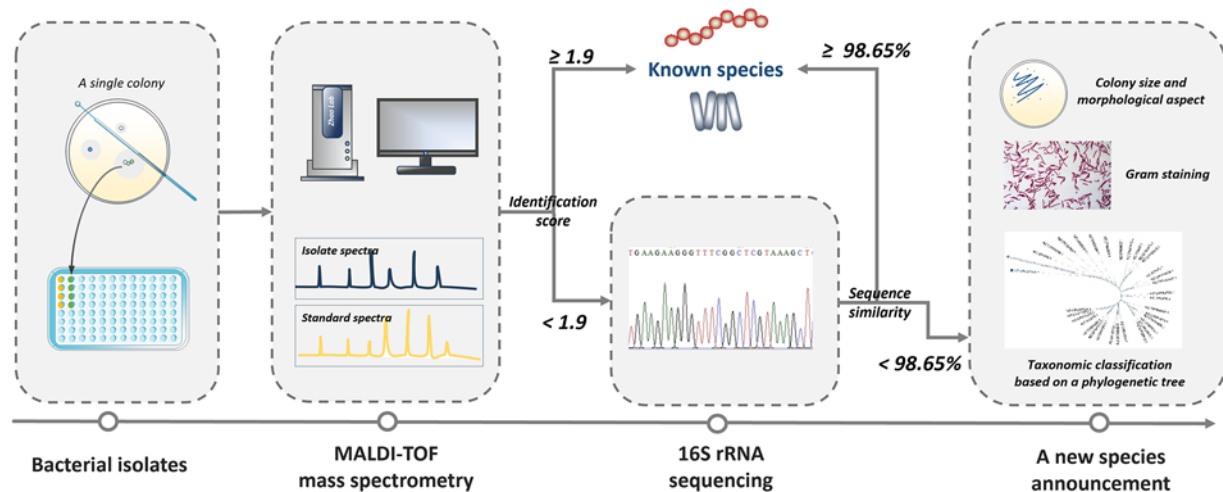 A single colony
Zhao Lab
Isolate spectra
Standard spectra
Identification
score
≥ 1.9
< 1.9
Known species
≥ 98.65%
TGAAGAAGGGTTTCGGCTCGTAAAGCT
Sequence
similarity
< 98.65%
Colony size and
morphological aspect
Gram staining
Taxonomic classification
based on a phylogenetic tree
Bacterial isolates
MALDI-TOF
mass spectrometry
16S rRNA
sequencing
A new species
announcement